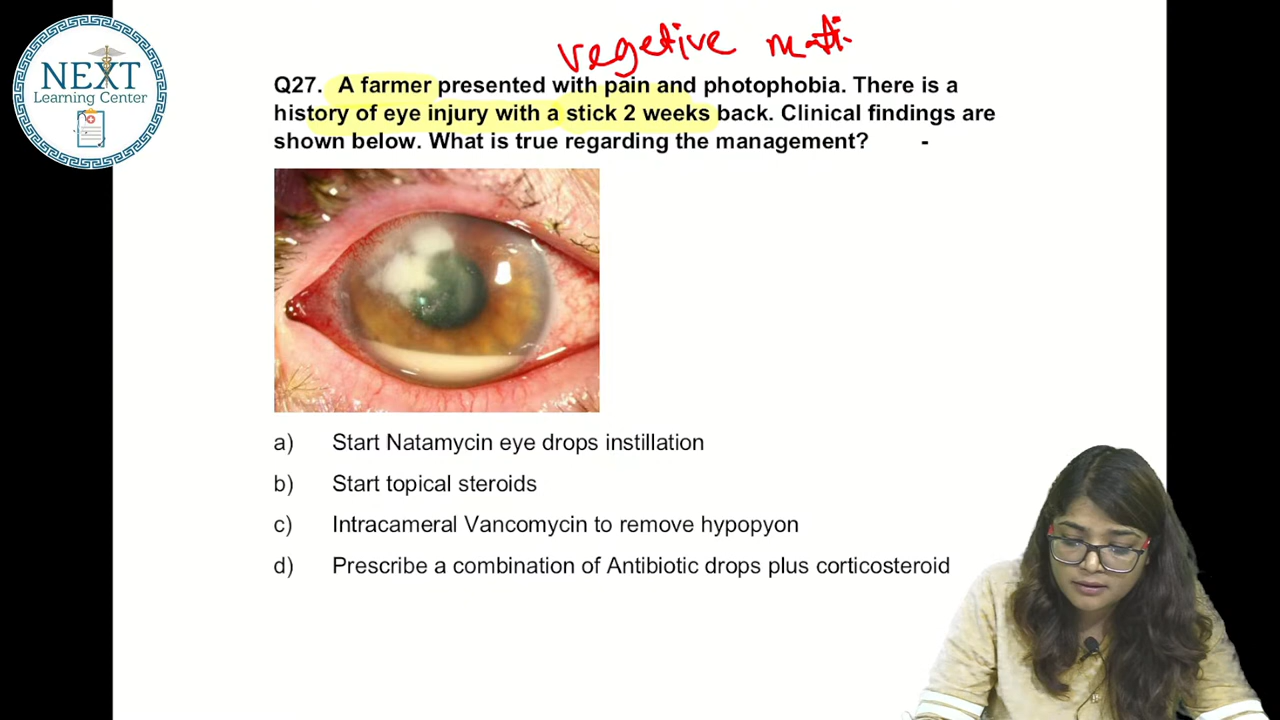 NEXT
Learning Center
vegetive mat
Q27. A farmer presented with pain and photophobia. There is a
history of eye injury with a stick 2 weeks back. Clinical findings are
shown below. What is true regarding the management? -
a) Start Natamycin eye drops instillation
b) Start topical steroids
c) Intracameral Vancomycin to remove hypopyon
d) Prescribe a combination of Antibiotic drops plus corticosteroid